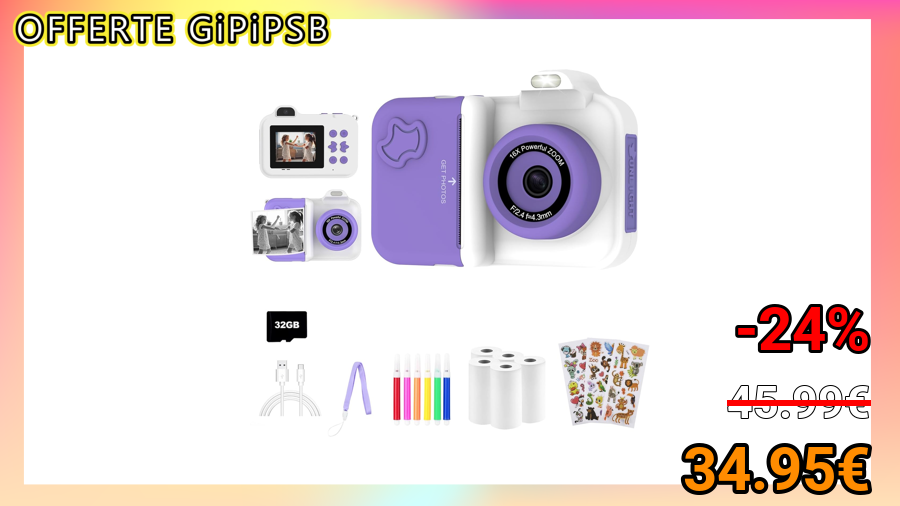 OFFERTE GiPiPSB
16X Powerful ZOOM
GET PHOTOS
F/2.4 f=4.3mm
32GB
-24%
45.99€
34.95€